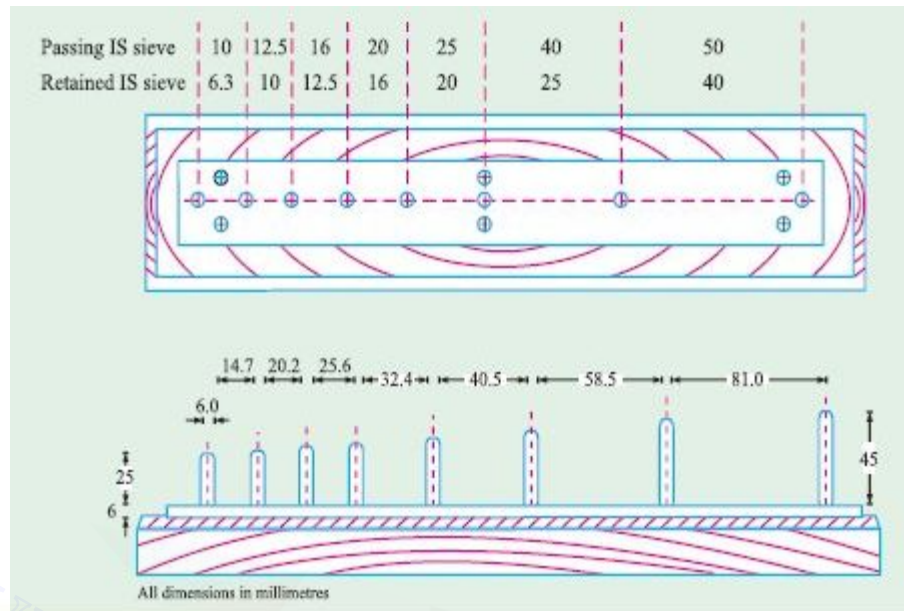 Passing IS sieve 10 12.5 16 20 25 40 50
Retained IS sieve 6.3 10 12.5 16 20 25 40
14.7 20.2 25.6 32.4 40.5 58.5 81.0
6.0
25
45
6
All dimensions in millimetres